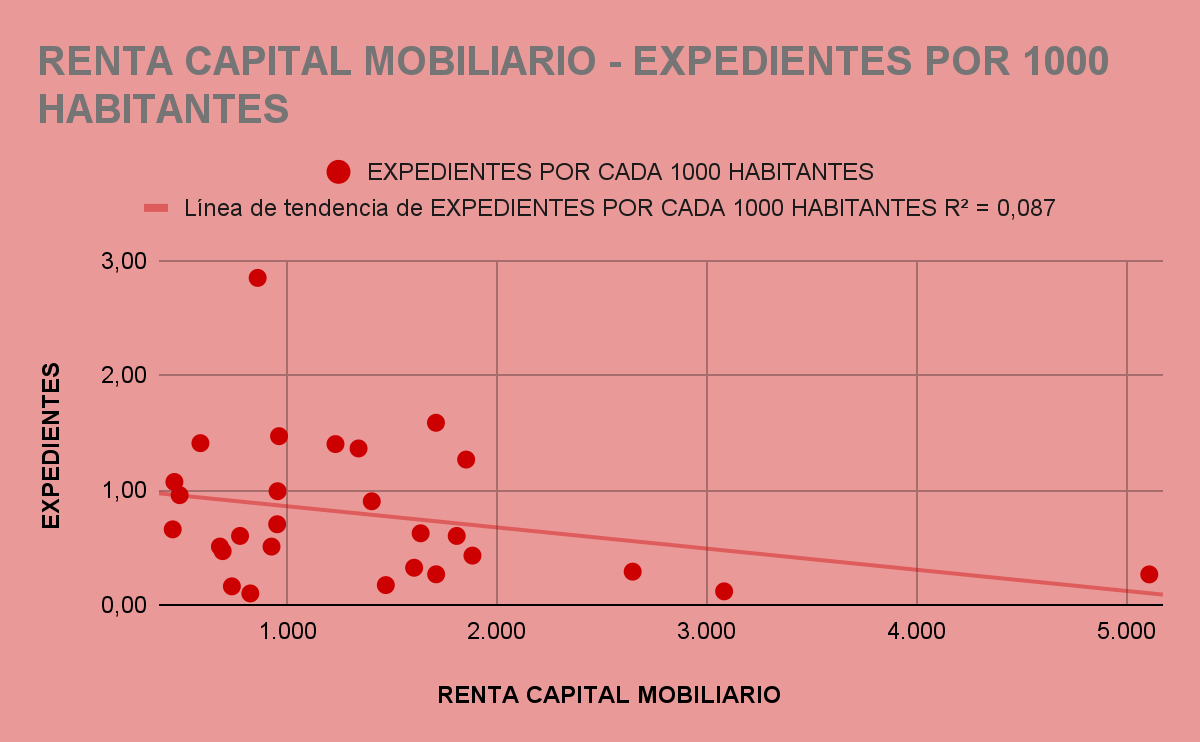 RENTA CAPITAL MOBILIARIO - EXPEDIENTES POR 1000
HABITANTES
EXPEDIENTES POR CADA 1000 HABITANTES
Línea de tendencia de EXPEDIENTES POR CADA 1000 HABITANTES R² = 0,087
3,00
2,00
1,00
0,00
EXPEDIENTES
1.000 2.000 3.000 4.000 5.000
RENTA CAPITAL MOBILIARIO